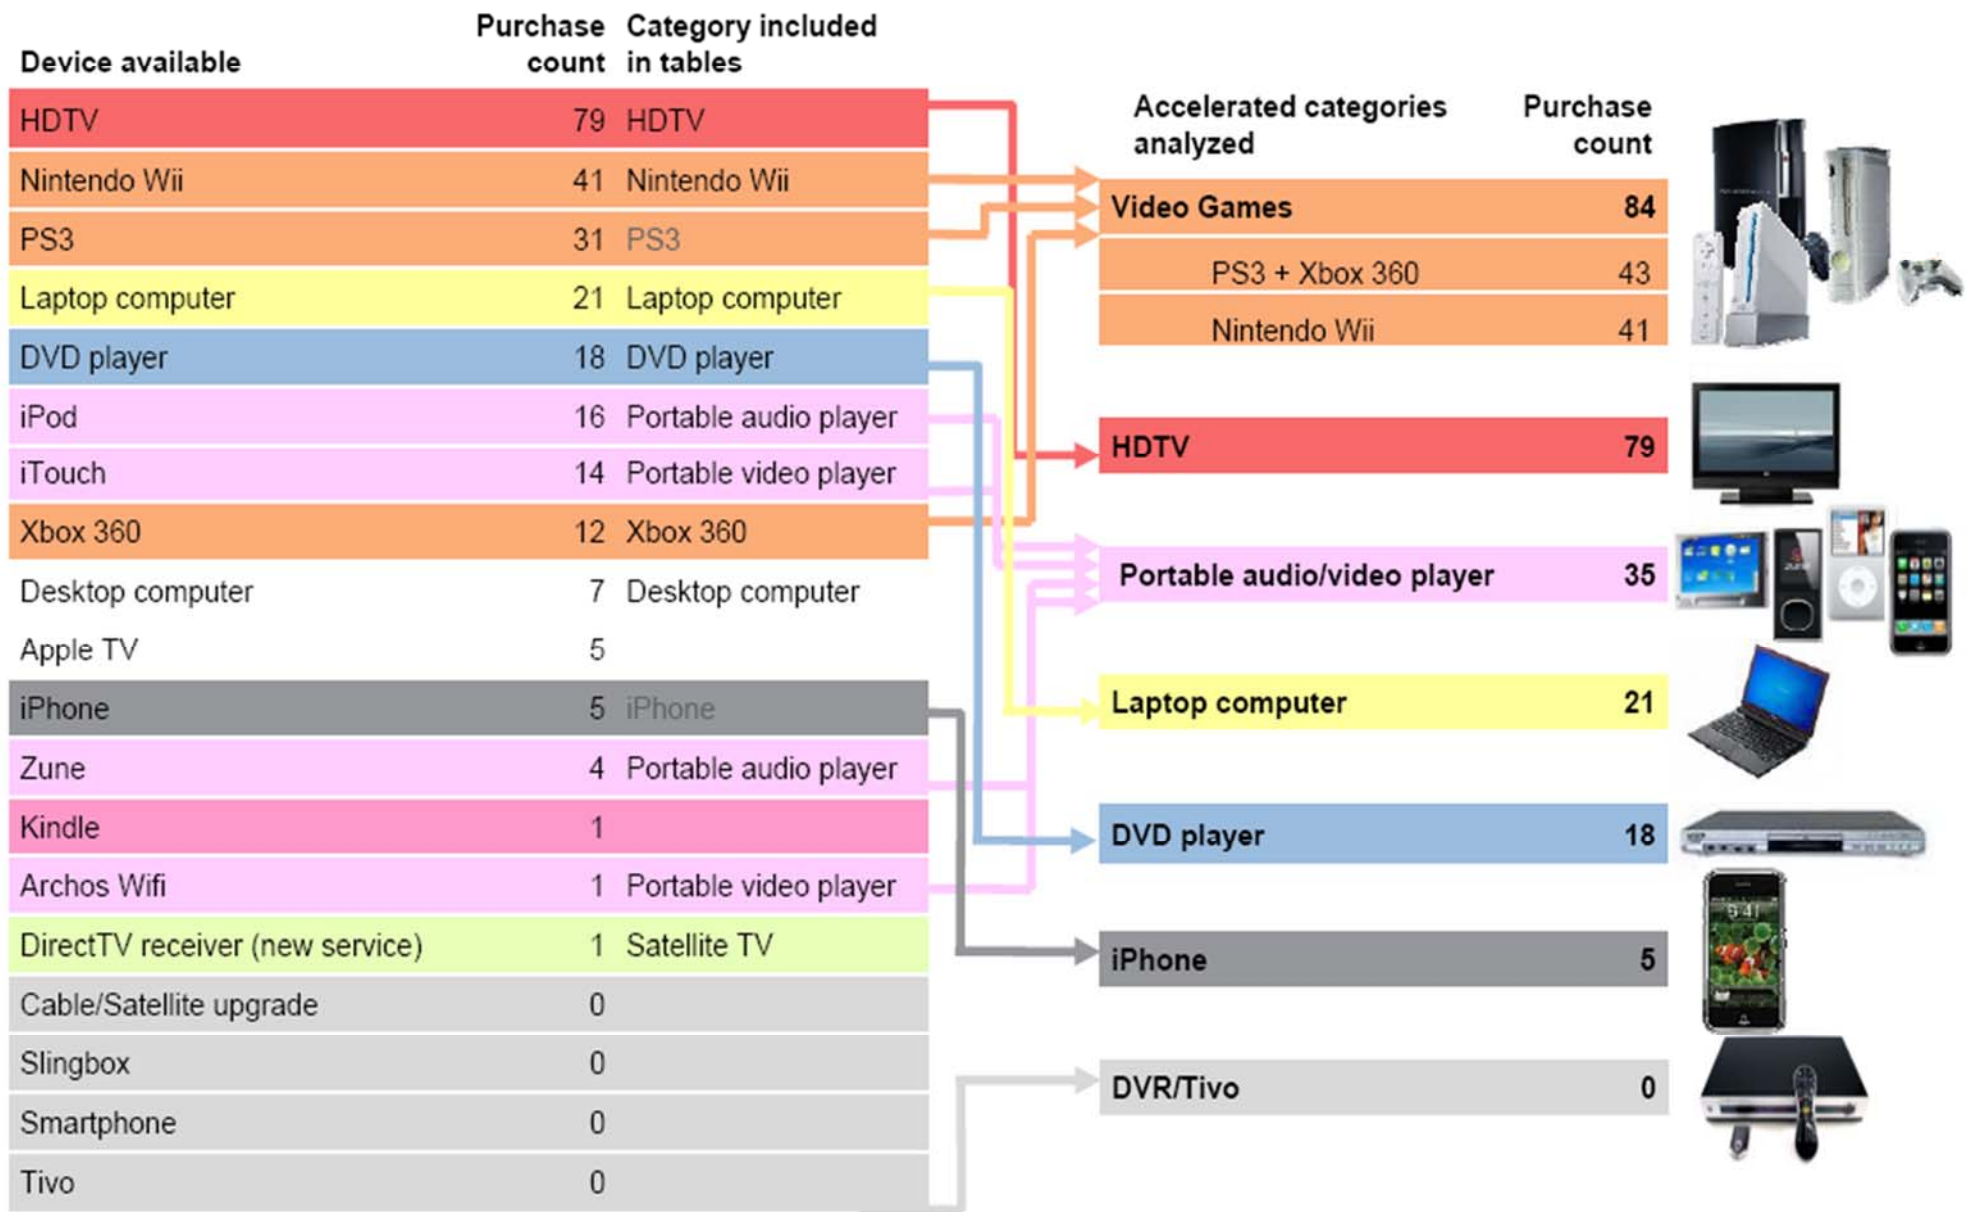 Device available Purchase count Category included in tables
HDTV 79 HDTV
Nintendo Wii 41 Nintendo Wii
PS3 31 PS3
Laptop computer 21 Laptop computer
DVD player 18 DVD player
iPod 16 Portable audio player
iTouch 14 Portable video player
Xbox 360 12 Xbox 360
Desktop computer 7 Desktop computer
Apple TV 5
iPhone 5 iPhone
Zune 4 Portable audio player
Kindle 1
Archos Wifi 1 Portable video player
DirectTV receiver (new service) 1 Satellite TV
Cable/Satellite upgrade 0
Slingbox 0
Smartphone 0
Tivo 0
Accelerated categories analyzed Purchase count
Video Games 84
PS3 + Xbox 360 43
Nintendo Wii 41
HDTV 79
Portable audio/video player 35
Laptop computer 21
DVD player 18
iPhone 5
DVR/Tivo 0
9:41